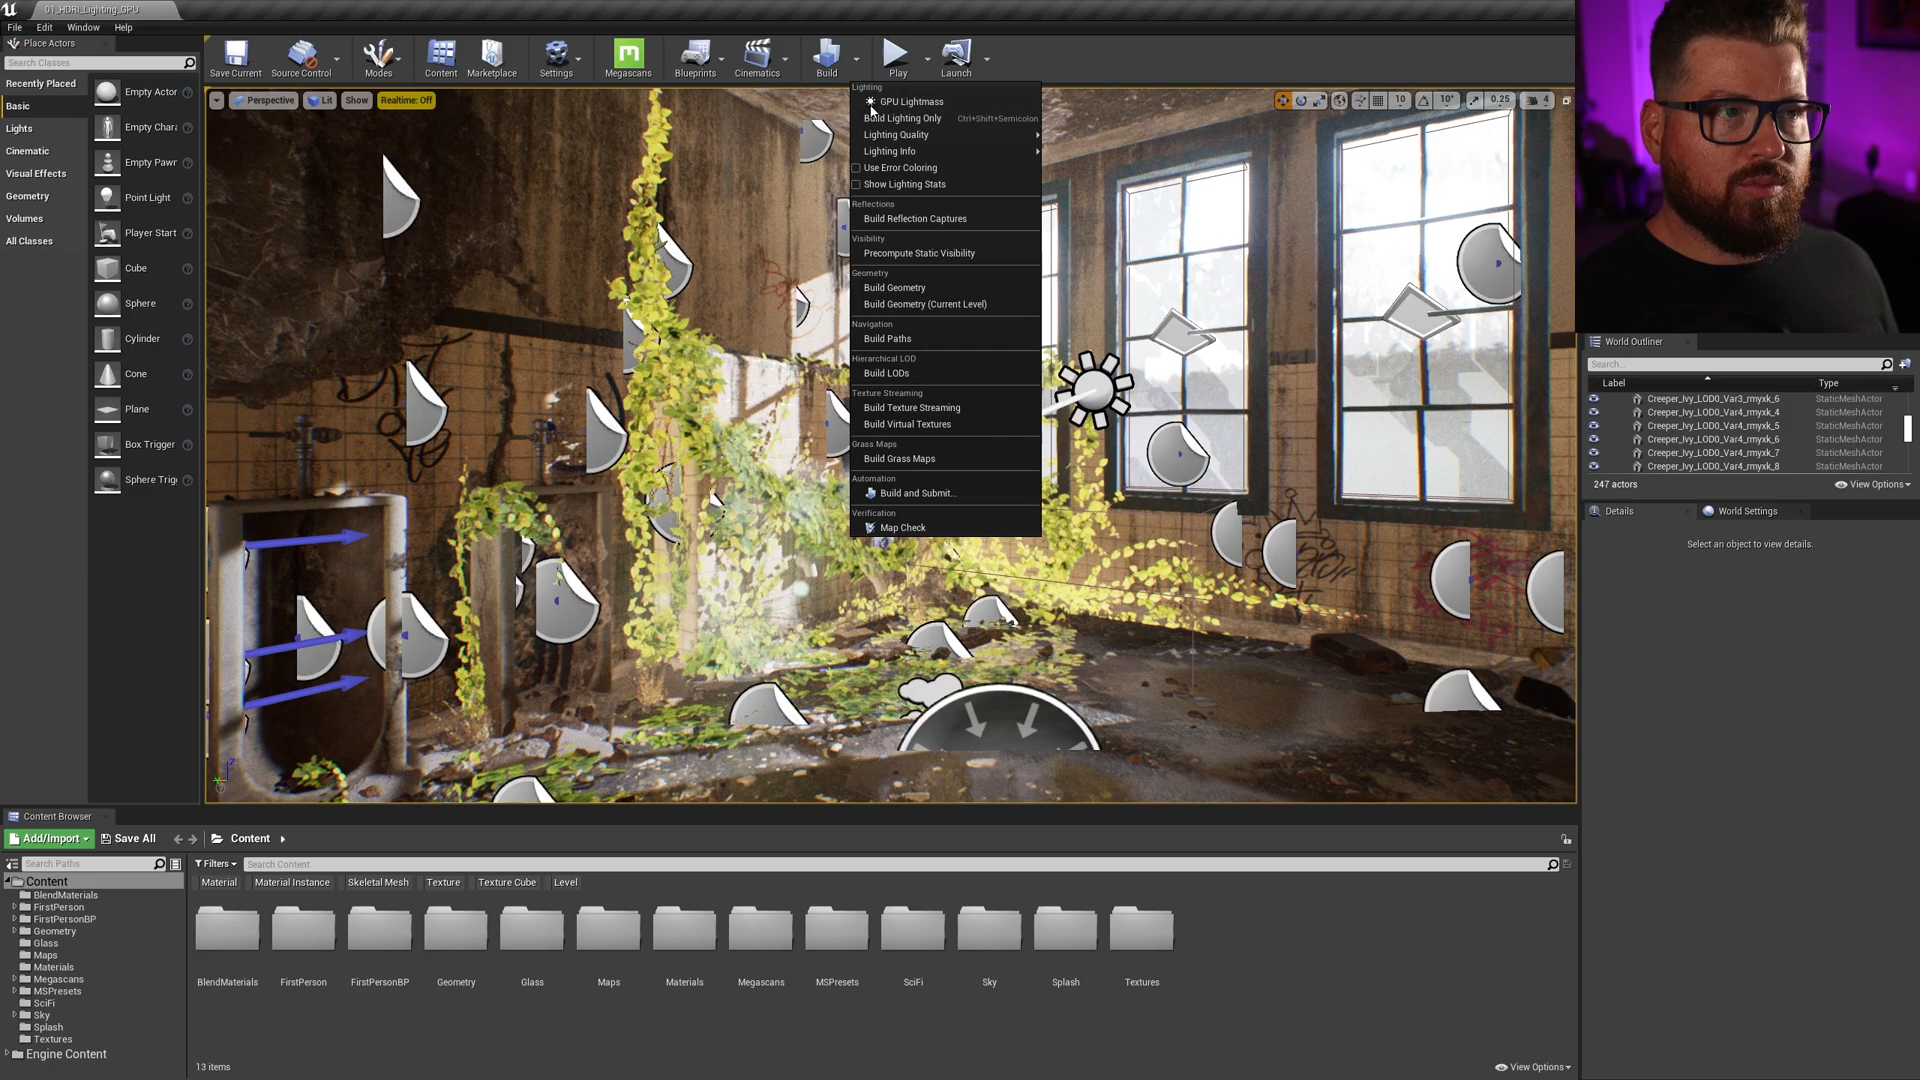 01_HDRI_Lighting_GPU
File Edit Window Help
Place Actors
Search Classes
Recently Placed
Basic
Lights
Cinematic
Visual Effects
Geometry
Volumes
All Classes
Empty Actor
Empty Chara
Empty Pawn
Point Light
Player Start
Cube
Sphere
Cylinder
Cone
Plane
Box Trigger
Sphere Trig
Save Current Source Control Modes Content Marketplace Settings Megascans Blueprints Cinematics Build Play Launch
Perspective Lit Show Realtime: Off
10 10° 0.25 4
Lighting
GPU Lightmass
Build Lighting Only Ctrl+Shift+Semicolon
Lighting Quality
Lighting Info
Use Error Coloring
Show Lighting Stats
Reflections
Build Reflection Captures
Visibility
Precompute Static Visibility
Geometry
Build Geometry
Build Geometry (Current Level)
Navigation
Build Paths
Hierarchical LOD
Build LODs
Texture Streaming
Build Texture Streaming
Build Virtual Textures
Grass Maps
Build Grass Maps
Automation
Build and Submit...
Verification
Map Check
World Outliner
Search...
Label Type
Creeper_Ivy_LOD0_Var3_rmyxk_6 StaticMeshActor
Creeper_Ivy_LOD0_Var4_rmyxk_4 StaticMeshActor
Creeper_Ivy_LOD0_Var4_rmyxk_5 StaticMeshActor
Creeper_Ivy_LOD0_Var4_rmyxk_6 StaticMeshActor
Creeper_Ivy_LOD0_Var4_rmyxk_7 StaticMeshActor
Creeper_Ivy_LOD0_Var4_rmyxk_8 StaticMeshActor
247 actors View Options
Details World Settings
Select an object to view details.
Content Browser
Add/Import Save All Content
Search Paths
Filters Search Content
Material Material Instance Skeletal Mesh Texture Texture Cube Level
Content
BlendMaterials
FirstPerson
FirstPersonBP
Geometry
Glass
Maps
Materials
Megascans
MSPresets
SciFi
Sky
Splash
Textures
Engine Content
BlendMaterials FirstPerson FirstPersonBP Geometry Glass Maps Materials Megascans MSPresets SciFi Sky Splash Textures
13 items View Options